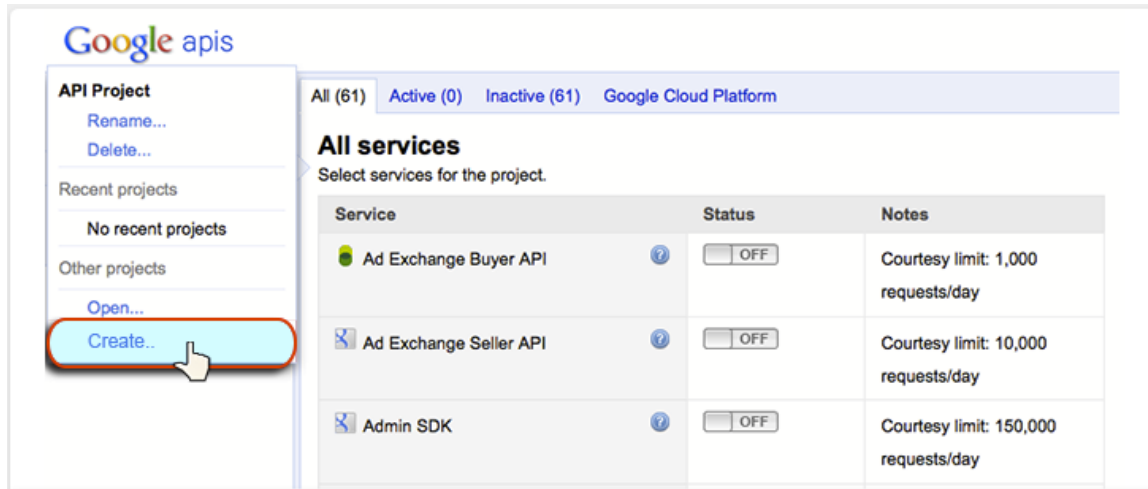 Google apis
API Project
Rename...
Delete...
Recent projects
No recent projects
Other projects
Open...
Create..
All (61) Active (0) Inactive (61) Google Cloud Platform
All services
Select services for the project.
Service Status Notes
Ad Exchange Buyer API ? OFF Courtesy limit: 1,000
requests/day
Ad Exchange Seller API ? OFF Courtesy limit: 10,000
requests/day
Admin SDK ? OFF Courtesy limit: 150,000
requests/day